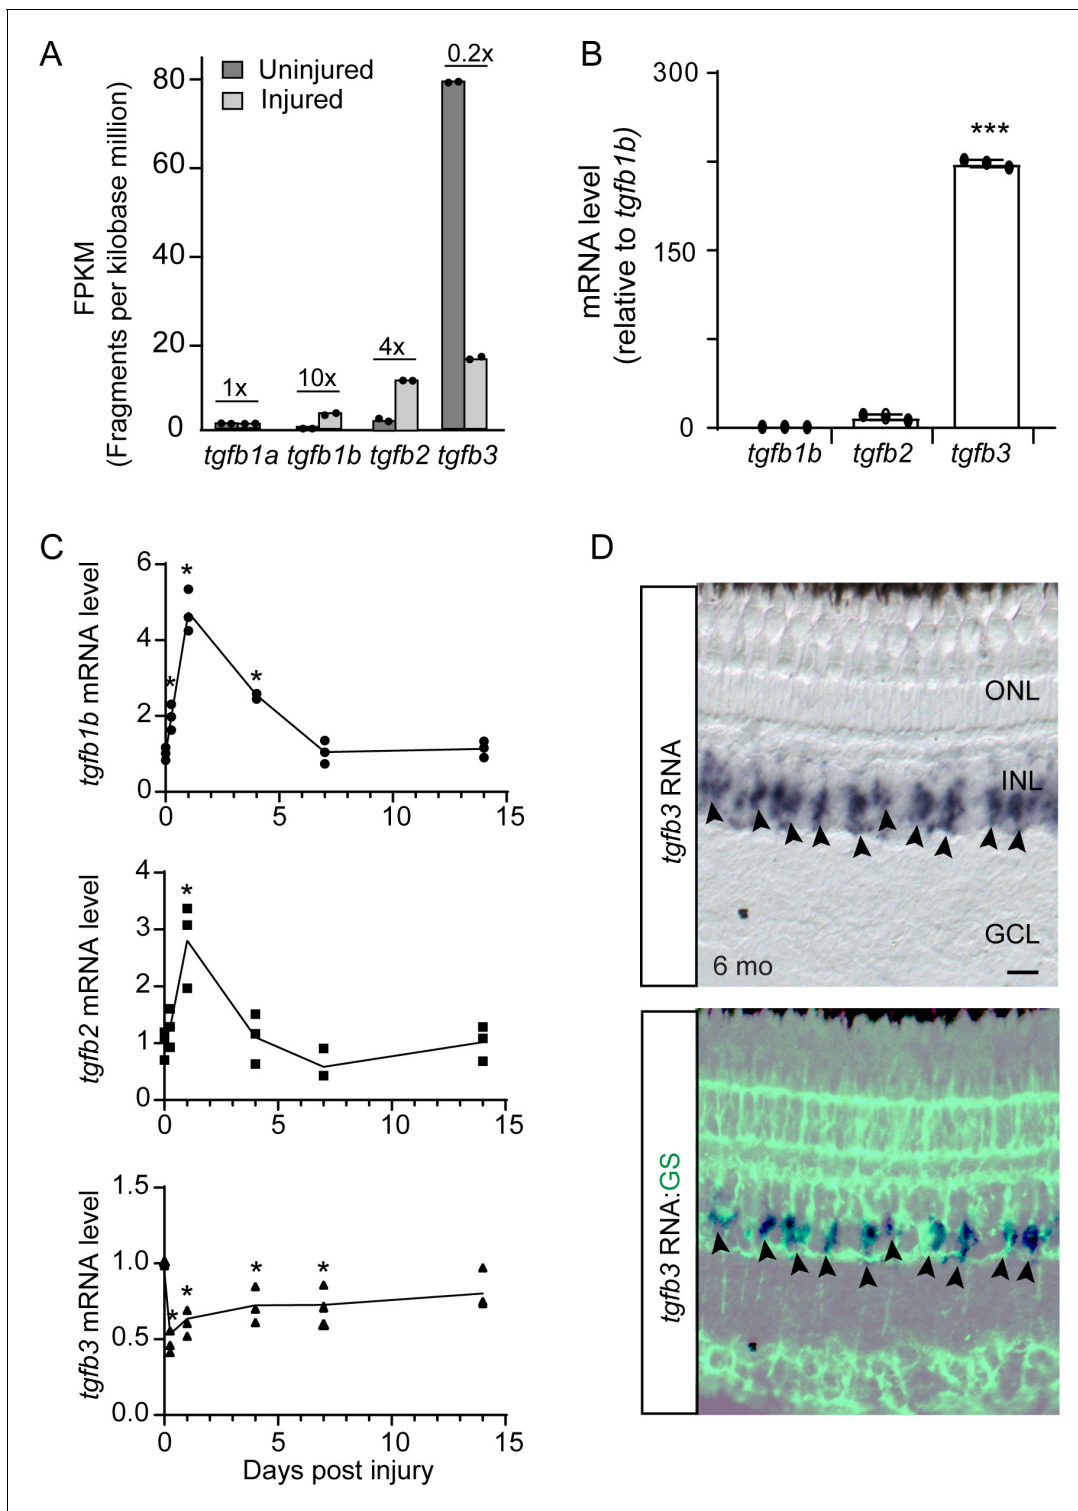 A
FPKM
(Fragments per kilobase million)
80
60
40
20
0
Uninjured
Injured
1x
10x
4x
0.2x
tgfb1a tgfb1b tgfb2 tgfb3
B
mRNA level
(relative to tgfb1b)
300
150
0
***
tgfb1b tgfb2 tgfb3
C
tgfb1b mRNA level
6
4
2
0
* * *
0 5 10 15
tgfb2 mRNA level
4
3
2
1
0
*
0 5 10 15
tgfb3 mRNA level
1.5
1.0
0.5
0.0
* * * *
0 5 10 15
Days post injury
D
tgfb3 RNA
ONL
INL
GCL
6 mo
tgfb3 RNA:GS